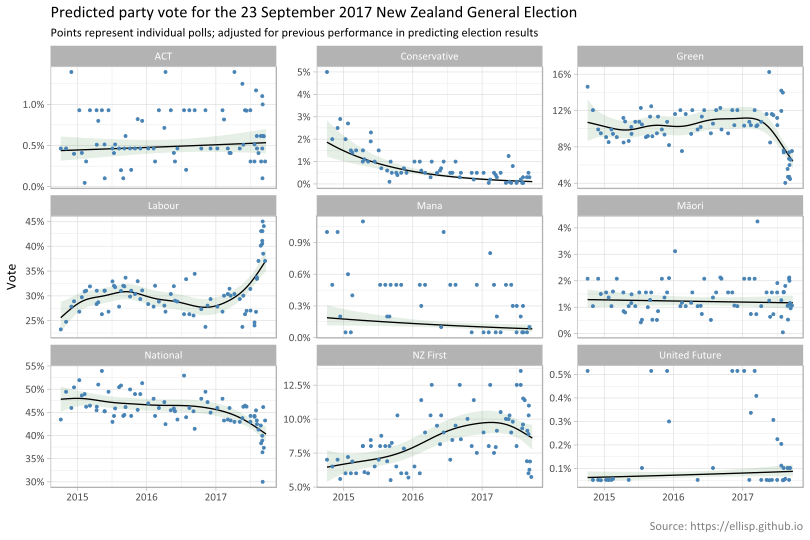 Predicted party vote for the 23 September 2017 New Zealand General Election
Points represent individual polls; adjusted for previous performance in predicting election results
ACT
Conservative
Green
1.0%
0.5%
0.0%
5%
4%
3%
2%
1%
0%
16%
12%
8%
4%
Labour
Mana
Māori
Vote
45%
40%
35%
30%
25%
0.9%
0.6%
0.3%
0.0%
4%
3%
2%
1%
0%
National
NZ First
United Future
55%
50%
45%
40%
35%
30%
12.5%
10.0%
7.5%
5.0%
0.5%
0.4%
0.3%
0.2%
0.1%
2015 2016 2017
2015 2016 2017
2015 2016 2017
Source: https://ellisp.github.io